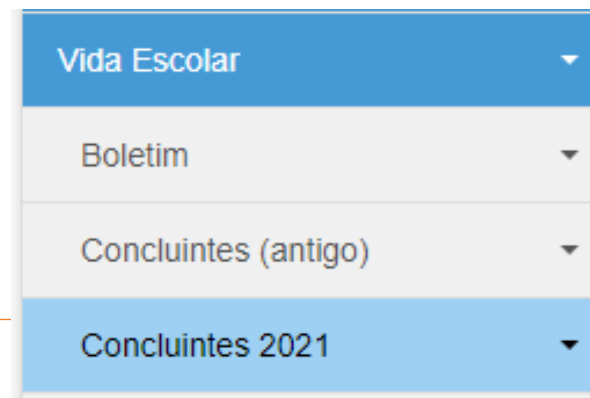 Vida Escolar
Boletim
Concluintes (antigo)
Concluintes 2021